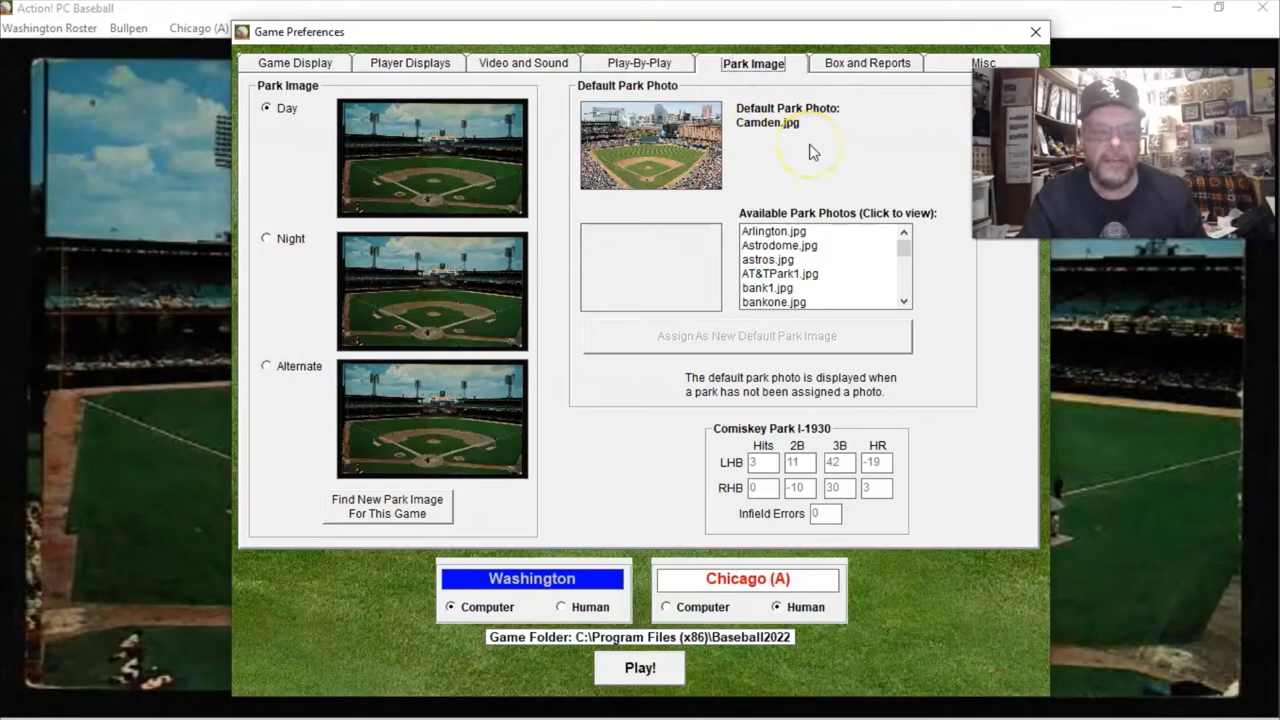 Action! PC Baseball
Washington Roster Bullpen Chicago (A)
Game Preferences
Game Display Player Displays Video and Sound Play-By-Play Park Image Box and Reports Misc
Park Image
Day
Night
Alternate
Find New Park Image
For This Game
Default Park Photo
Default Park Photo:
Camden.jpg
Available Park Photos (Click to view):
Arlington.jpg
Astrodome.jpg
astros.jpg
AT&TPark1.jpg
bank1.jpg
bankone.jpg
Assign As New Default Park Image
The default park photo is displayed when
a park has not been assigned a photo.
Comiskey Park I-1930
Hits 2B 3B HR
LHB 3 11 42 -19
RHB 0 -10 30 3
Infield Errors 0
Washington
Computer Human
Chicago (A)
Computer Human
Game Folder: C:\Program Files (x86)\Baseball2022
Play!